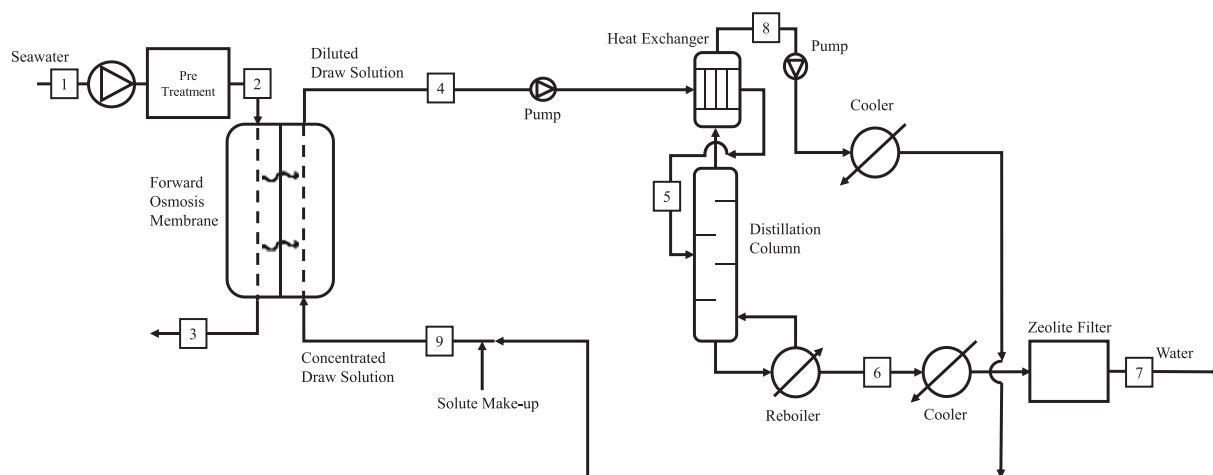 Seawater
1
Pre
Treatment
2
Diluted
Draw Solution
4
Pump
Heat Exchanger
8
Pump
Cooler
Forward
Osmosis
Membrane
5
Distillation
Column
3
9
Concentrated
Draw Solution
Solute Make-up
Reboiler
6
Cooler
Zeolite Filter
7
Water